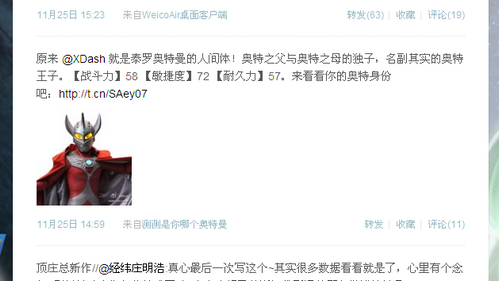 11月25日 15:23 来自WeicoAir桌面客户端 转发(63) | 收藏 | 评论(19)
原来 @XDash 就是泰罗奥特曼的人间体！奥特之父与奥特之母的独子，名副其实的奥特
王子。【战斗力】58 【敏捷度】72 【耐久力】57。来看看你的奥特身份
吧：http://t.cn/SAey07
11月25日 14:59 来自测测是你哪个奥特曼 转发 | 收藏 | 评论(11)
顶庄总新作//@经纬庄明浩:真心最后一次写这个~其实很多数据看看就是了，心里有个念